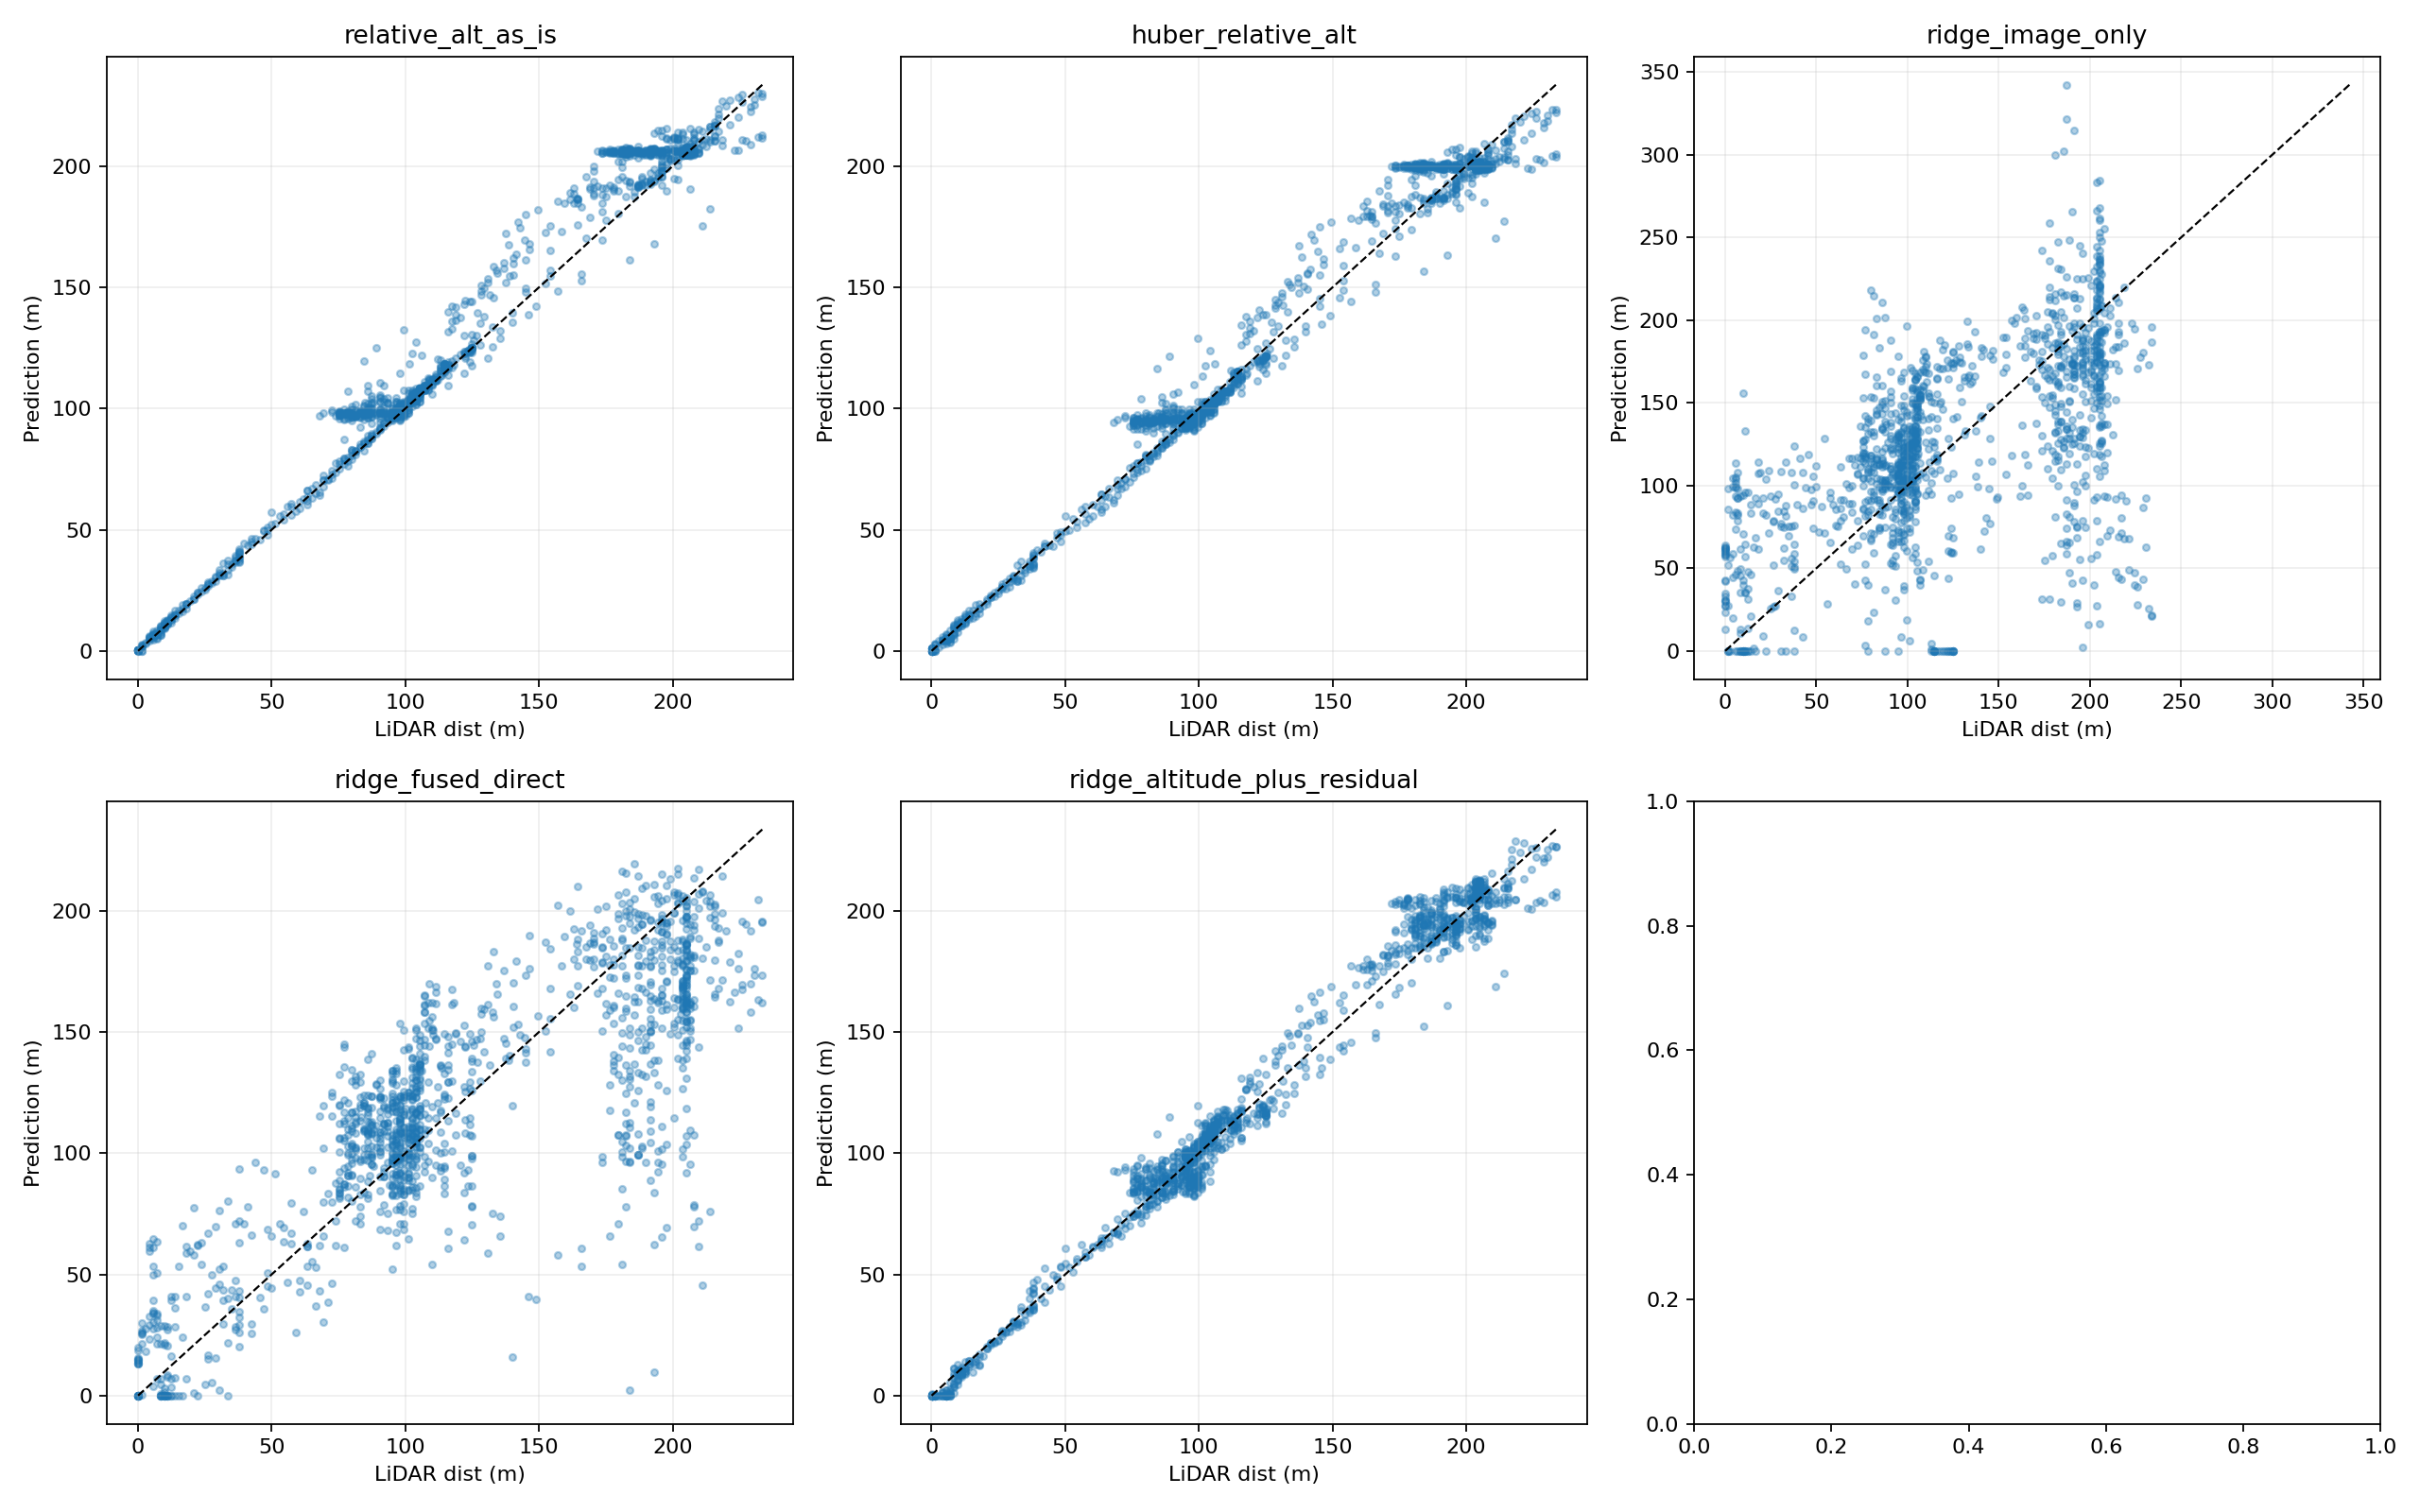 relative_alt_as_is
Prediction (m)
200
150
100
50
0
0 50 100 150 200
LiDAR dist (m)
huber_relative_alt
Prediction (m)
200
150
100
50
0
0 50 100 150 200
LiDAR dist (m)
ridge_image_only
Prediction (m)
350
300
250
200
150
100
50
0
0 50 100 150 200 250 300 350
LiDAR dist (m)
ridge_fused_direct
Prediction (m)
200
150
100
50
0
0 50 100 150 200
LiDAR dist (m)
ridge_altitude_plus_residual
Prediction (m)
200
150
100
50
0
0 50 100 150 200
LiDAR dist (m)
1.0
0.8
0.6
0.4
0.2
0.0
0.0 0.2 0.4 0.6 0.8 1.0